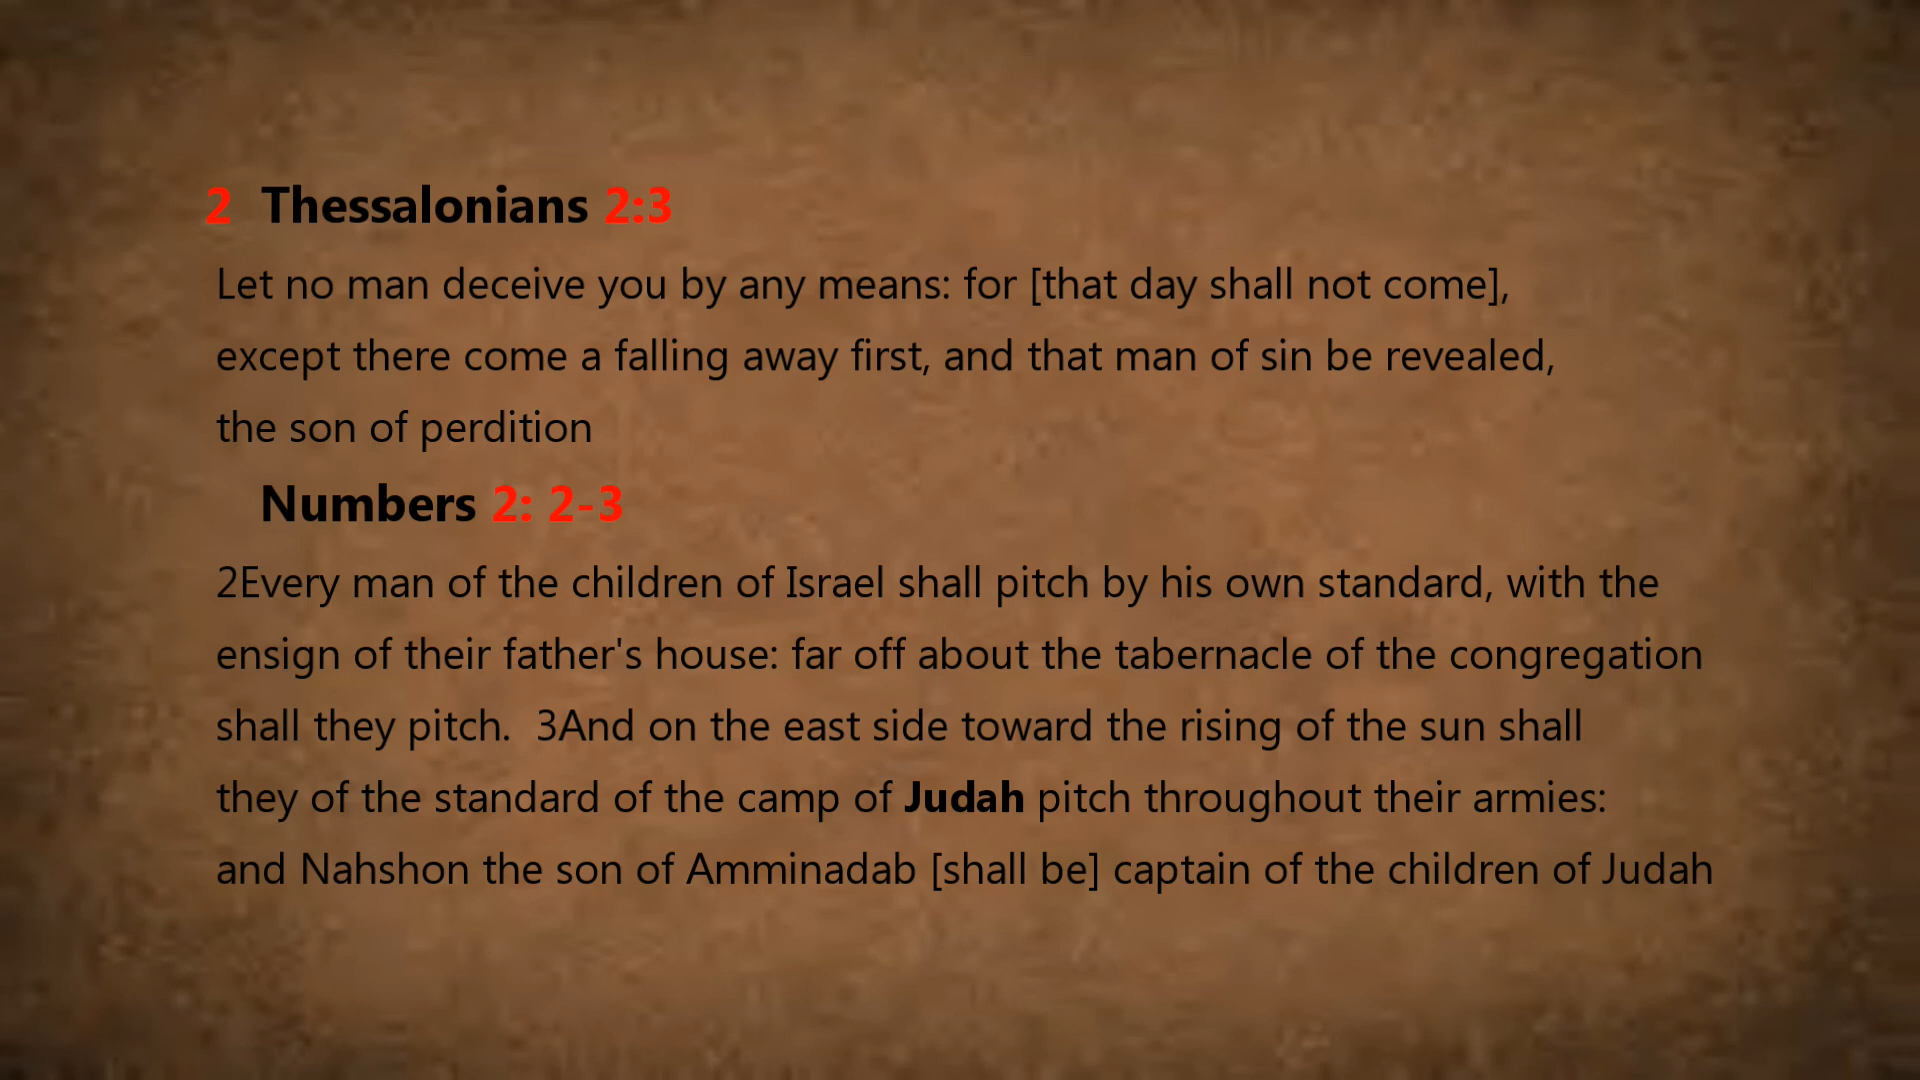 2 Thessalonians 2:3
Let no man deceive you by any means: for [that day shall not come],
except there come a falling away first, and that man of sin be revealed,
the son of perdition
Numbers 2: 2-3
2Every man of the children of Israel shall pitch by his own standard, with the
ensign of their father's house: far off about the tabernacle of the congregation
shall they pitch.  3And on the east side toward the rising of the sun shall
they of the standard of the camp of Judah pitch throughout their armies:
and Nahshon the son of Amminadab [shall be] captain of the children of Judah